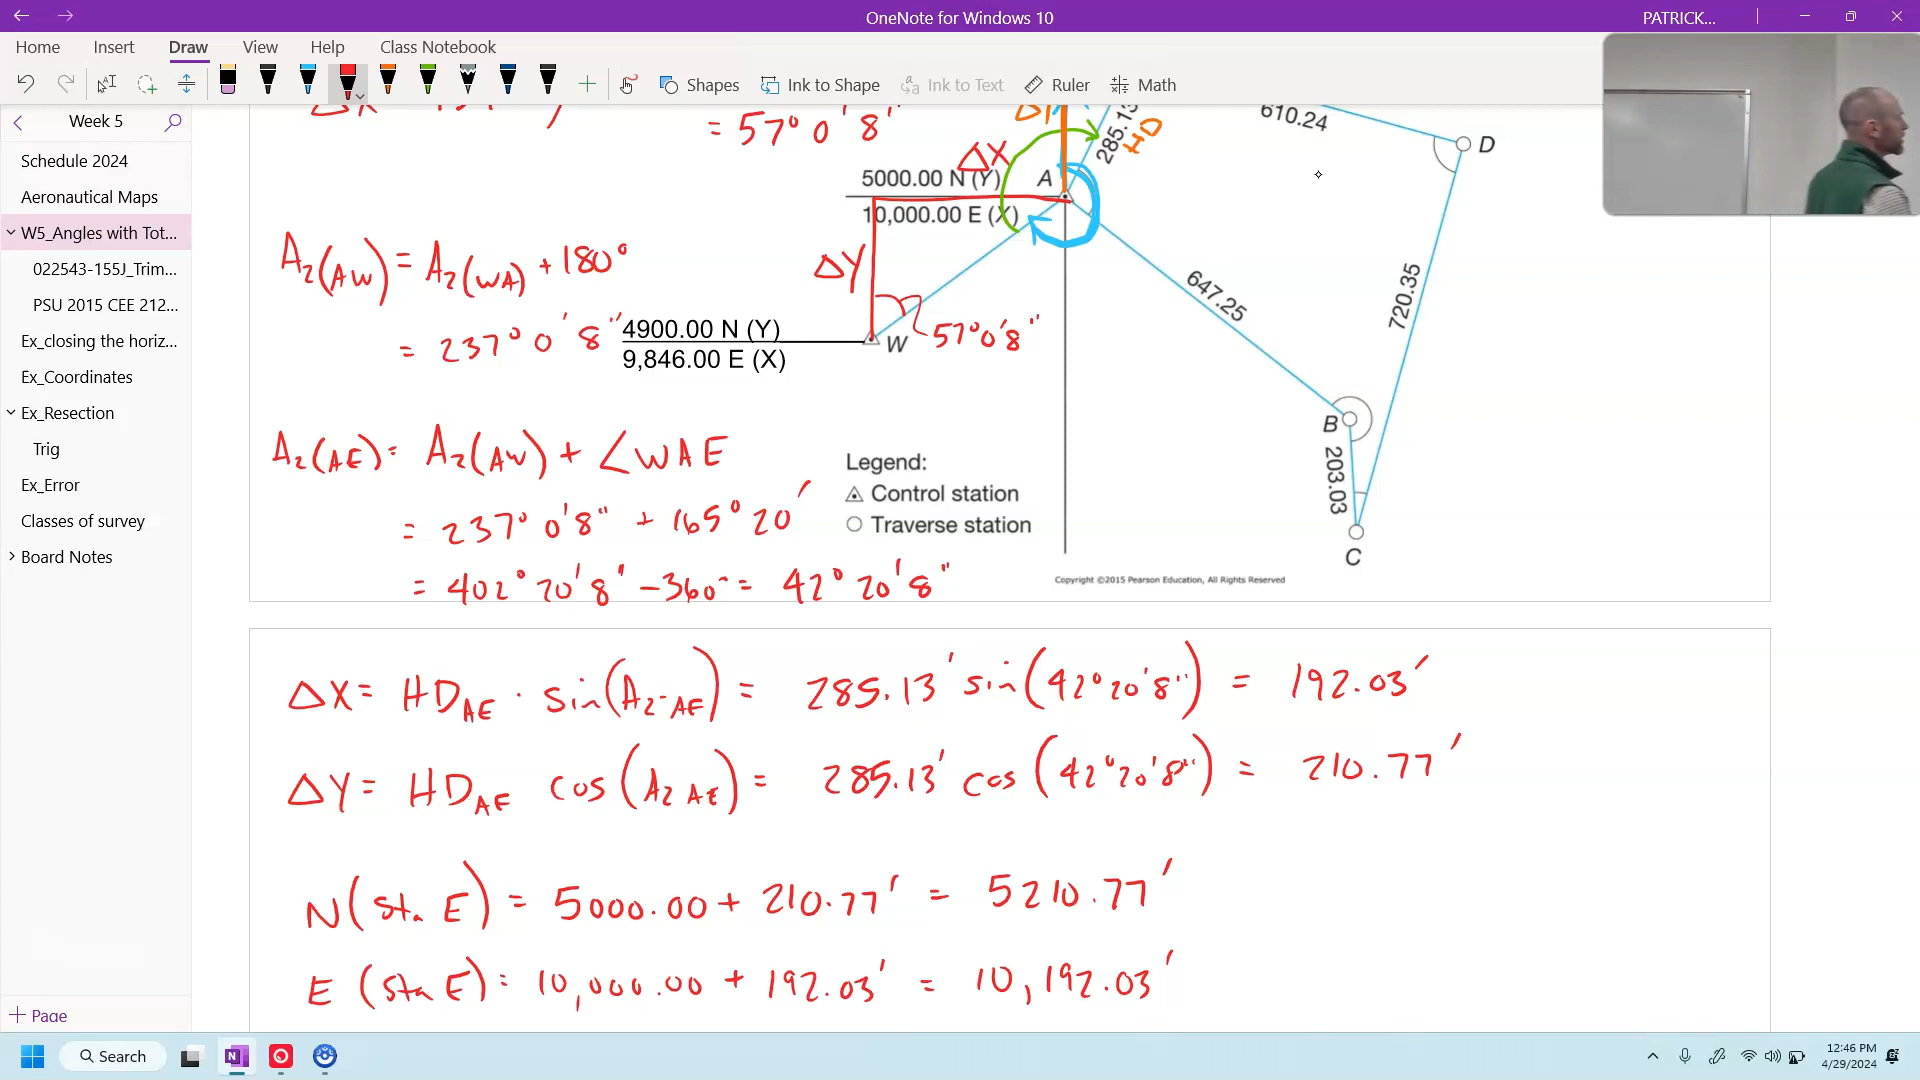 OneNote for Windows 10
PATRICK...
Home Insert Draw View Help Class Notebook
Shapes Ink to Shape Ink to Text Ruler Math
Week 5
Schedule 2024
Aeronautical Maps
W5_Angles with Tot...
022543-155J_Trim...
PSU 2015 CEE 212...
Ex_closing the horiz...
Ex_Coordinates
Ex_Resection
Trig
Ex_Error
Classes of survey
Board Notes
+ Page
= 57° 0' 8"
ΔX
285.13
HD
610.24
D
5000.00 N (Y)
A
10,000.00 E (X)
Az(AW) = Az(WA) + 180°
= 237° 0' 8"
ΔY
4900.00 N (Y)
9,846.00 E (X)
W
57°0'8"
647.25
720.35
B
203.03
C
Az(AE) = Az(AW) + ∠WAE
= 237° 0'8" + 165° 20'
= 402° 20'8" - 360° = 42° 20' 8"
Legend:
Control station
Traverse station
Copyright ©2015 Pearson Education, All Rights Reserved
ΔX = HD AE · sin(Az-AE) = 285.13' sin(42°20'8") = 192.03'
ΔY = HD AE cos(Az AE) = 285.13' cos(42°20'8") = 210.77'
N(sta E) = 5000.00 + 210.77' = 5210.77'
E (sta E) = 10,000.00 + 192.03' = 10,192.03'
Search
12:46 PM
4/29/2024